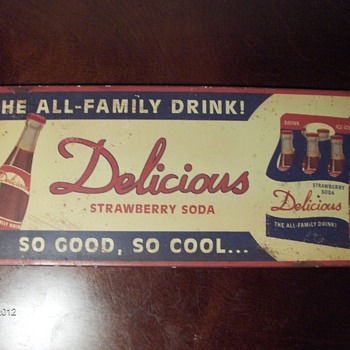 HE ALL-FAMILY DRINK!
Delicious
STRAWBERRY SODA
SO GOOD, SO COOL...
Delicious
DRINK
STRAWBERRY
SODA
Delicious
THE ALL-FAMILY DRINK!
2012